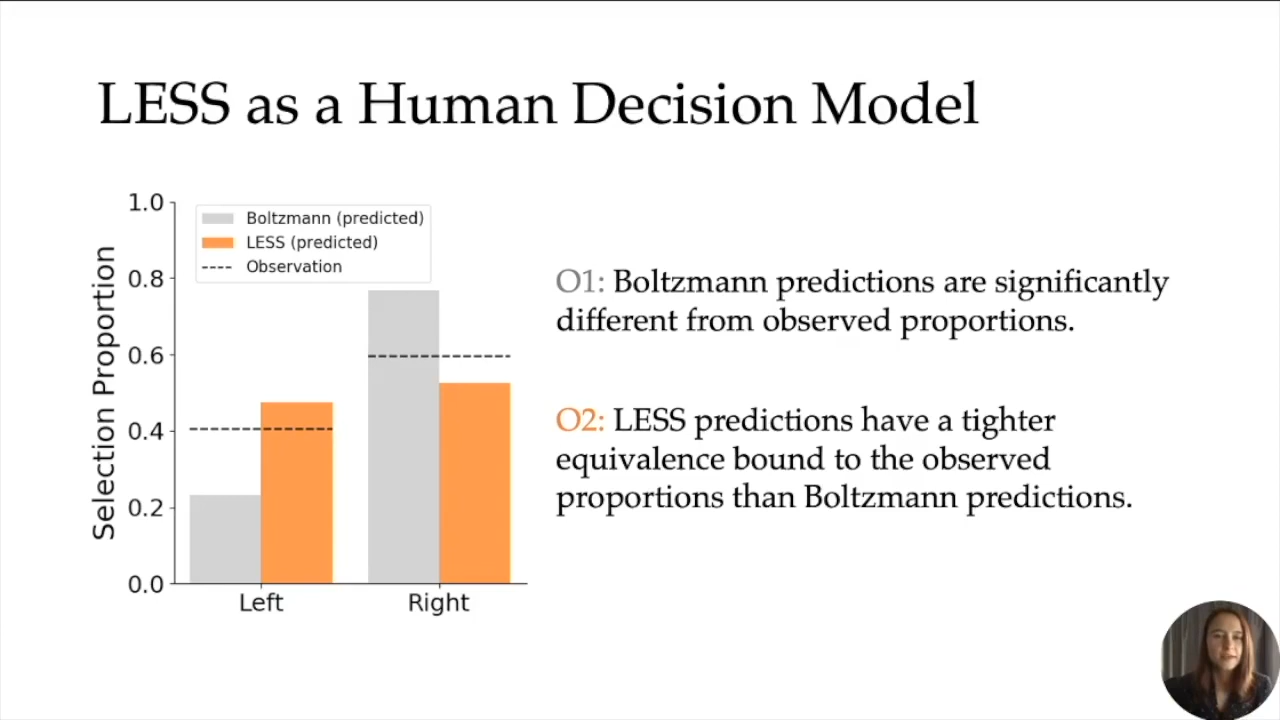 LESS as a Human Decision Model
Selection Proportion
1.0
0.8
0.6
0.4
0.2
0.0
Boltzmann (predicted)
LESS (predicted)
Observation
Left
Right
O1: Boltzmann predictions are significantly
different from observed proportions.
O2: LESS predictions have a tighter
equivalence bound to the observed
proportions than Boltzmann predictions.